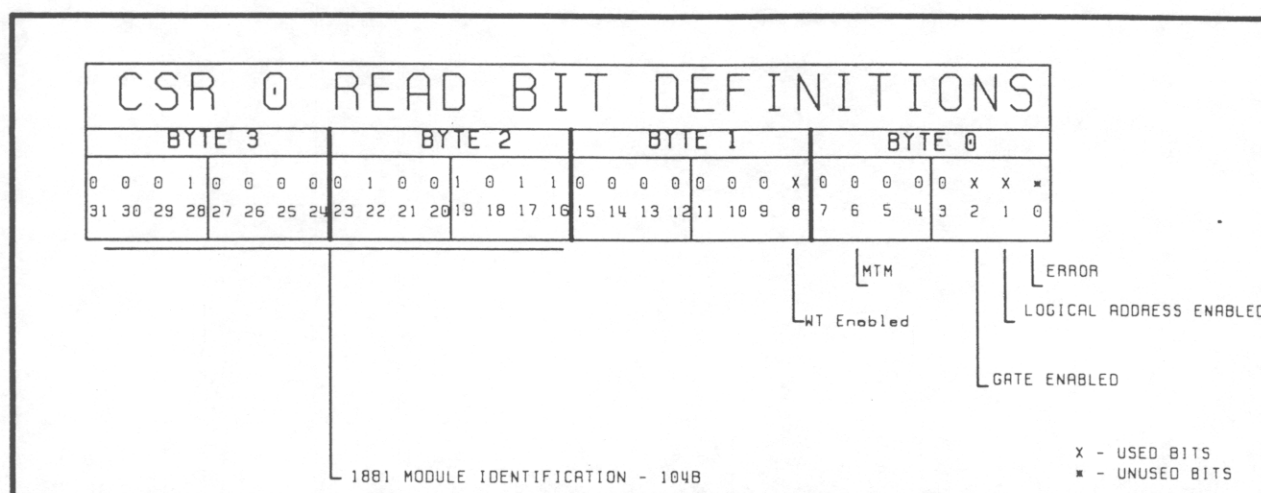 CSR 0 READ BIT DEFINITIONS
BYTE 3 BYTE 2 BYTE 1 BYTE 0
0 0 0 1 0 0 0 0 0 1 0 0 1 0 1 1 0 0 0 0 0 0 0 X 0 0 0 0 0 X X *
31 30 29 28 27 26 25 24 23 22 21 20 19 18 17 16 15 14 13 12 11 10 9 8 7 6 5 4 3 2 1 0
MTM ERROR
WT Enabled LOGICAL ADDRESS ENABLED
GATE ENABLED
X - USED BITS
1881 MODULE IDENTIFICATION - 104B
* - UNUSED BITS